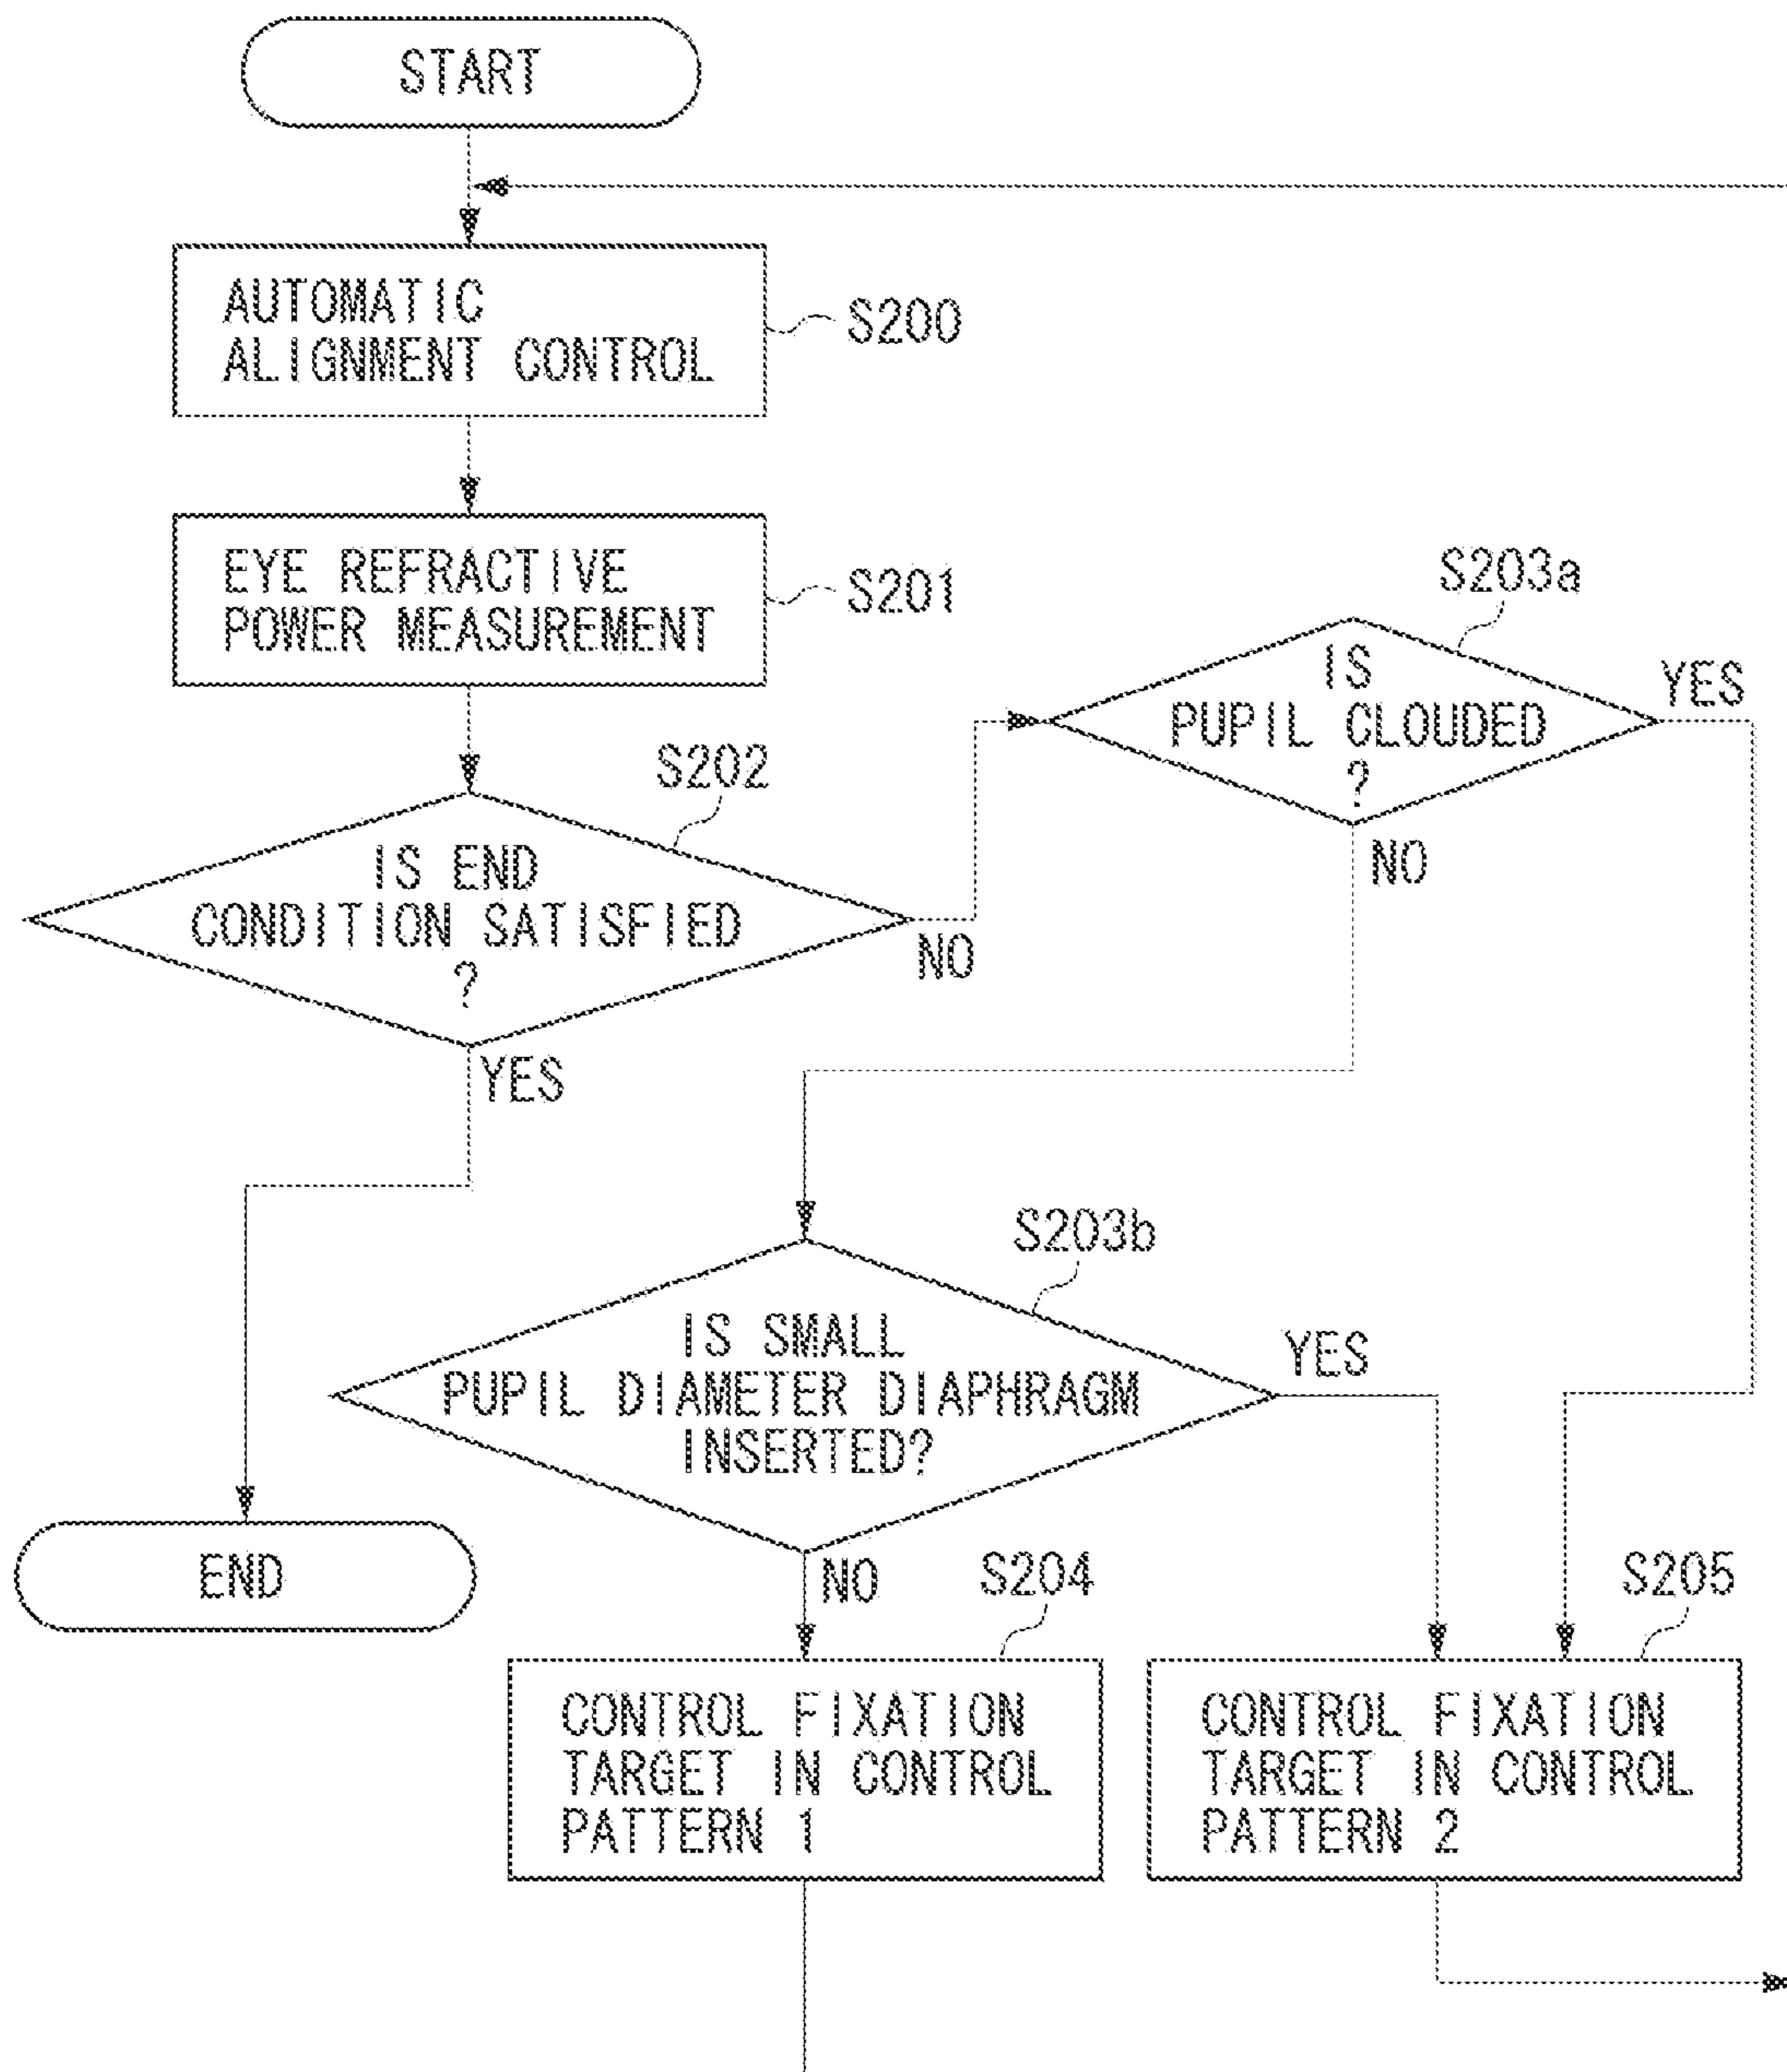 START
AUTOMATIC
ALIGNMENT CONTROL
S200
EYE REFRACTIVE
POWER MEASUREMENT
S201
S203a
IS
PUPIL CLOUDED
?
YES
NO
S202
IS END
CONDITION SATISFIED
?
NO
YES
S203b
IS SMALL
PUPIL DIAMETER DIAPHRAGM
INSERTED?
YES
NO
END
S204
CONTROL FIXATION
TARGET IN CONTROL
PATTERN 1
S205
CONTROL FIXATION
TARGET IN CONTROL
PATTERN 2